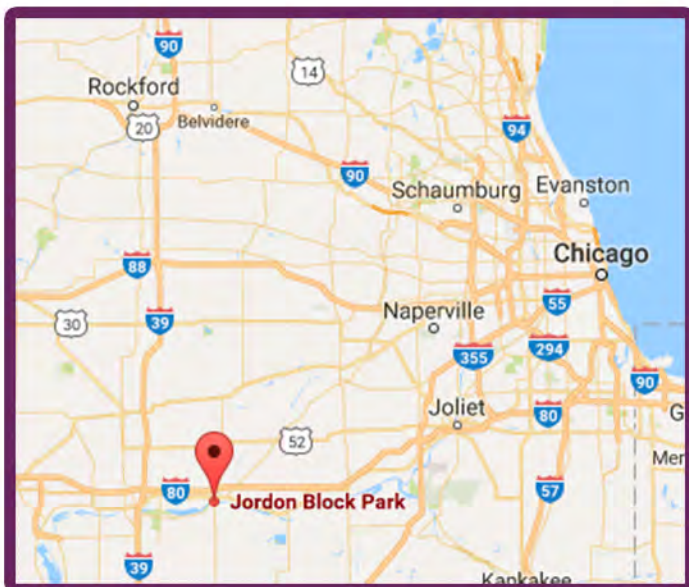 90
14
Rockford
20
Belvidere
94
90
Schaumburg
Evanston
88
Chicago
30
39
55
Naperville
355
294
90
Joliet
80
G
52
Mer
80
57
Jordon Block Park
39
Kankakee